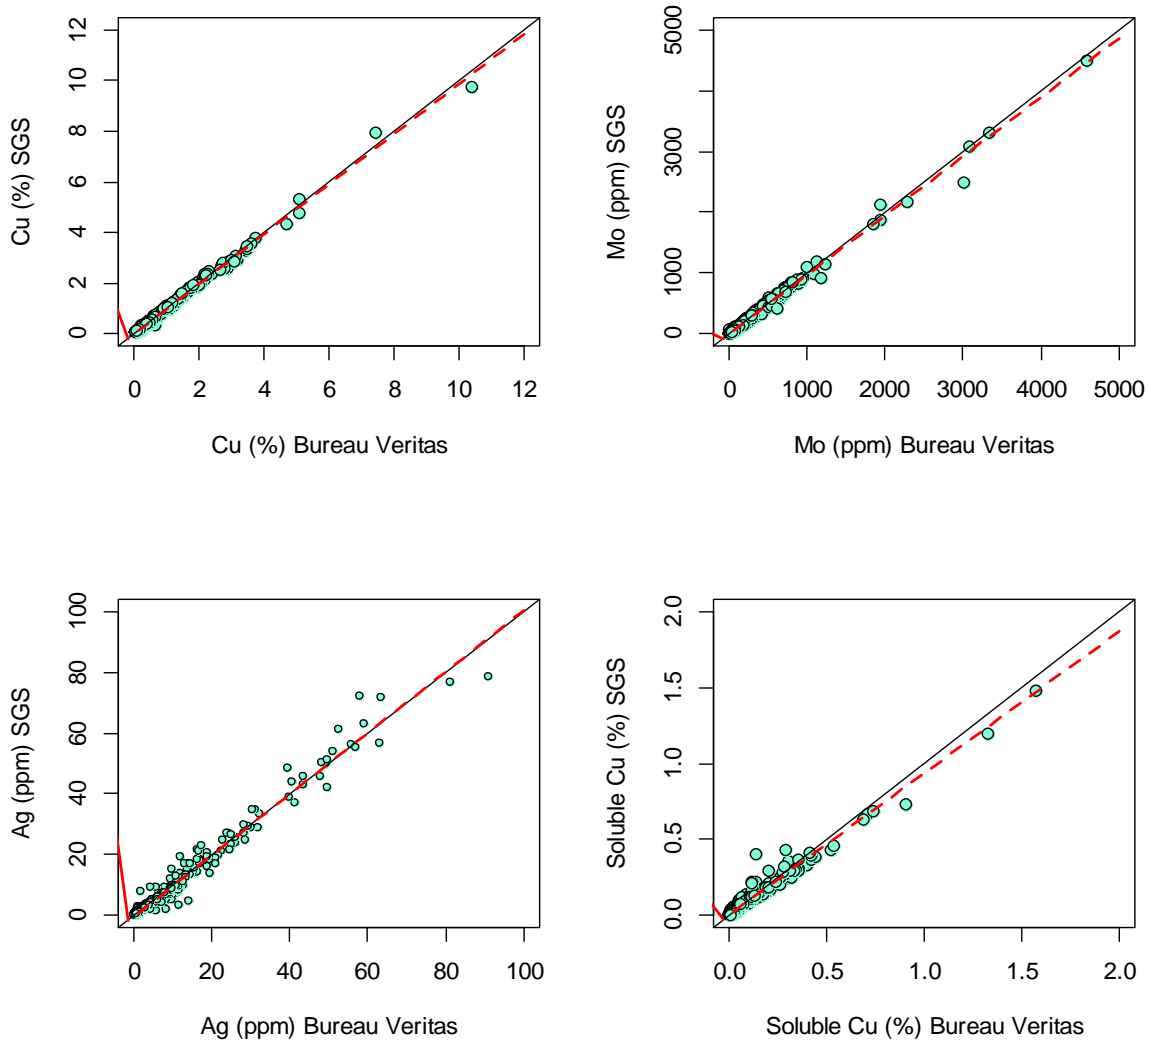 12
10
8
6
4
2
0
Cu (%) SGS
0 2 4 6 8 10 12
Cu (%) Bureau Veritas
5000
3000
1000
0
Mo (ppm) SGS
0 1000 2000 3000 4000 5000
Mo (ppm) Bureau Veritas
100
80
60
40
20
0
Ag (ppm) SGS
0 20 40 60 80 100
Ag (ppm) Bureau Veritas
2.0
1.5
1.0
0.5
0.0
Soluble Cu (%) SGS
0.0 0.5 1.0 1.5 2.0
Soluble Cu (%) Bureau Veritas